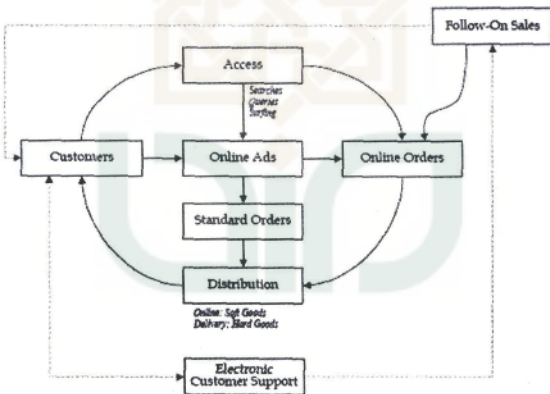 Follow-On Sales
Access
Searches
Queries
Surfing
Customers
Online Ads
Online Orders
Standard Orders
Distribution
Online: Soft Goods
Delivery: Hard Goods
Electronic
Customer Support